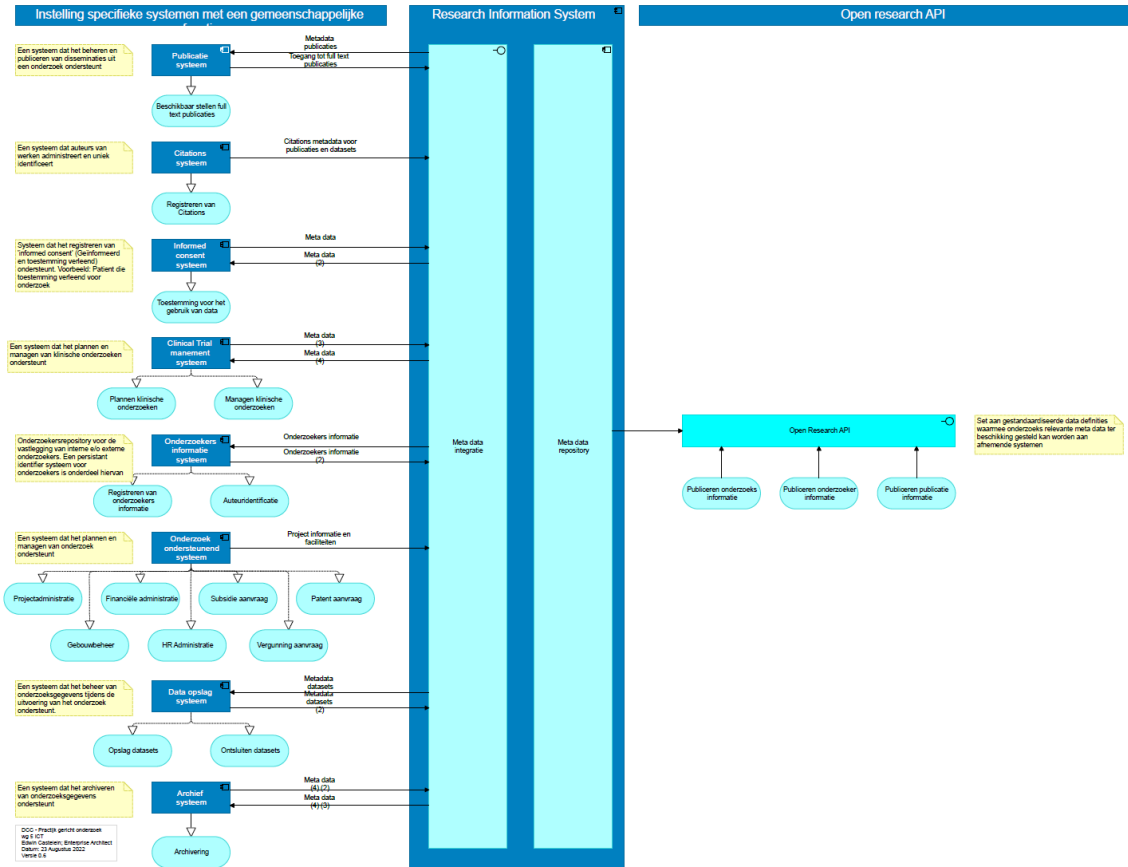 Instelling specifieke systemen met een gemeenschappelijke
Research Information System
Open research API
Een systeem dat het beheren en
publiceren van disseminaties uit
een onderzoek ondersteunt
Publicatie
systeem
Metadata
publicaties
Toegang tot full text
publicaties
Beschikbaar stellen full
text publicaties
Een systeem dat auteurs van
werken administreert en uniek
identificeert
Citations
systeem
Citations metadata voor
publicaties en datasets
Registreren van
Citations
Systeem dat het registreren van
'informed consent' (Geïnformeerd
en toestemming verleend)
ondersteunt. Voorbeeld: Patient die
toestemming verleend voor
onderzoek
Informed
consent
systeem
Meta data
Meta data
(2)
Toestemming voor het
gebruik van data
Een systeem dat het plannen en
managen van klinische onderzoeken
ondersteunt
Clinical Trial
manement
systeem
Meta data
(3)
Meta data
(4)
Plannen klinische
onderzoeken
Managen klinische
onderzoeken
Onderzoekersrepository voor de
vastlegging van interne e/o externe
onderzoekers. Een persistant
identifier systeem voor
onderzoekers is onderdeel hiervan
Onderzoekers
informatie
systeem
Onderzoekers informatie
Onderzoekers informatie
(2)
Registreren van
onderzoekers
informatie
Auteuridentificatie
Meta data
integratie
Meta data
repository
Open Research API
Set aan gestandaardiseerde data definities
waarmee onderzoeks relevante meta data ter
beschikking gesteld kan worden aan
afnemende systemen
Publiceren onderzoeks
informatie
Publiceren onderzoeker
informatie
Publiceren publicatie
informatie
Een systeem dat het plannen en
managen van onderzoek
ondersteunt
Onderzoek
ondersteunend
systeem
Project informatie en
faciliteiten
Projectadministratie
Financiële administratie
Subsidie aanvraag
Patent aanvraag
Gebouwbeheer
HR Administratie
Vergunning aanvraag
Een systeem dat het beheer van
onderzoeksgegevens tijdens de
uitvoering van het onderzoek
ondersteunt.
Data opslag
systeem
Metadata
datasets
Metadata
datasets
(2)
Opslag datasets
Ontsluiten datasets
Een systeem dat het archiveren
van onderzoeksgegevens
ondersteunt
Archief
systeem
Meta data
(4) (2)
Meta data
(4) (3)
Archivering
DCC - Practijk gericht onderzoek
wg 5 ICT
Edwin Castelein; Enterprise Architect
Datum: 23 Augustus 2022
Versie 0.6